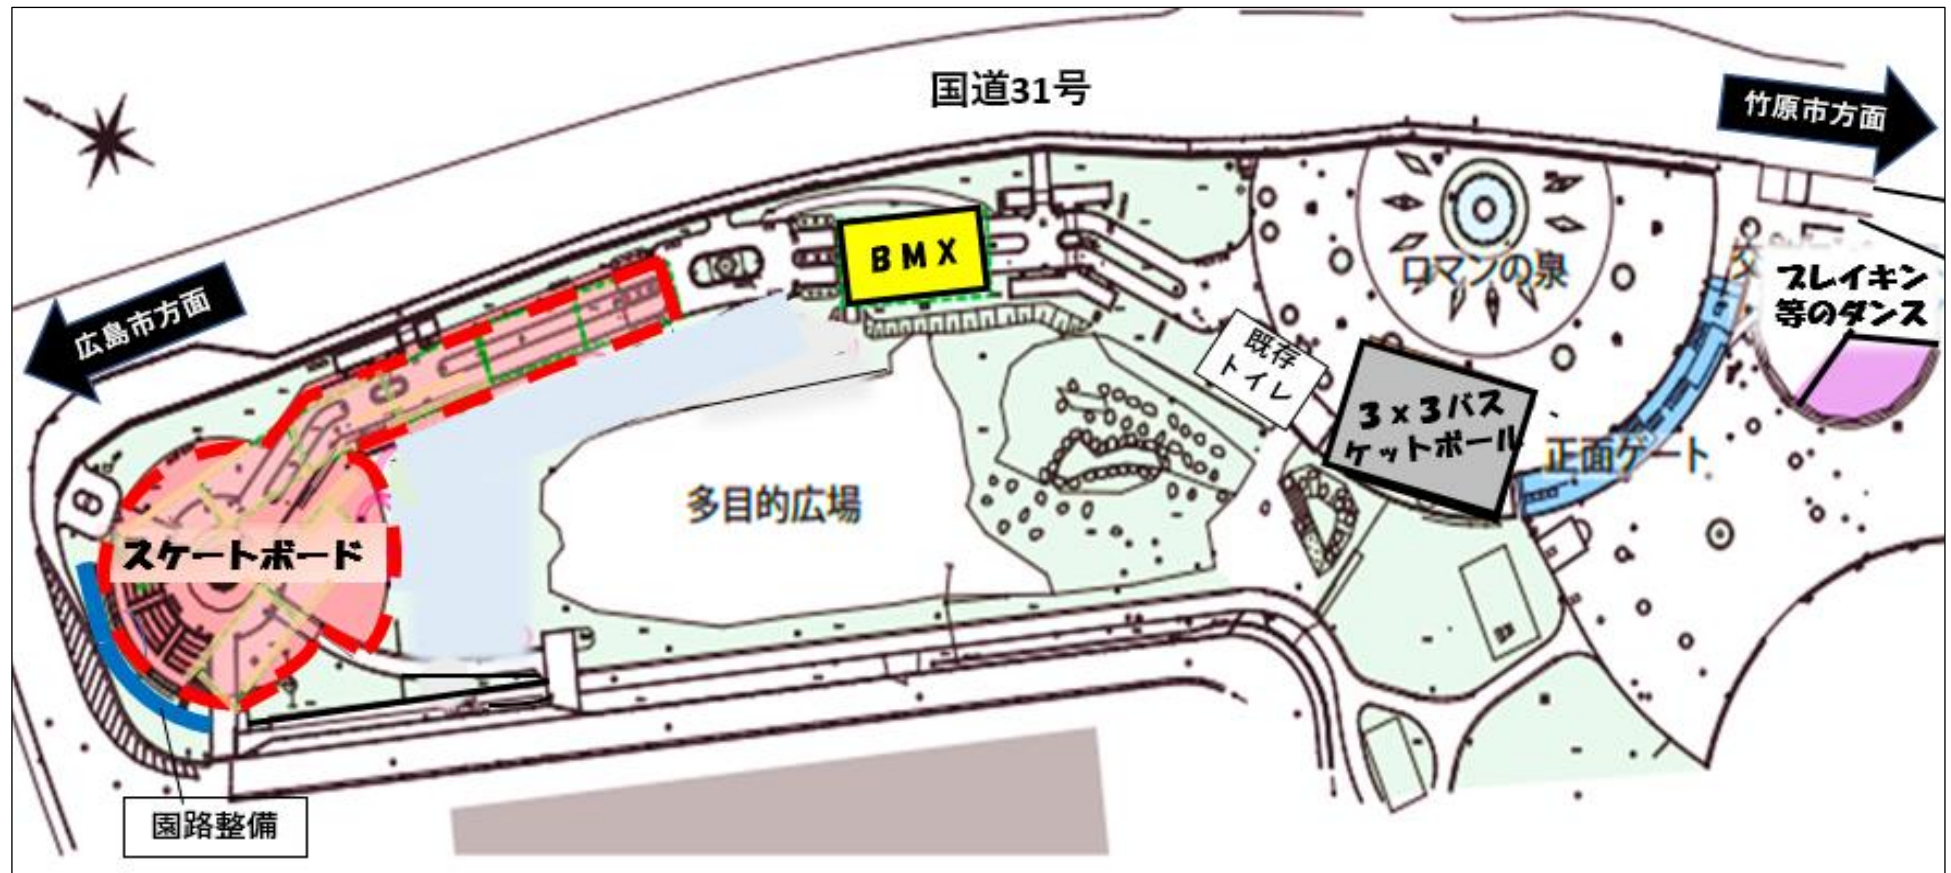 国道31号
竹原市方面
広島市方面
BMX
ロマンの泉
ブレイキン
等のダンス
既存
トイレ
3×3バス
ケットボール
正面ゲート
多目的広場
スケートボード
園路整備